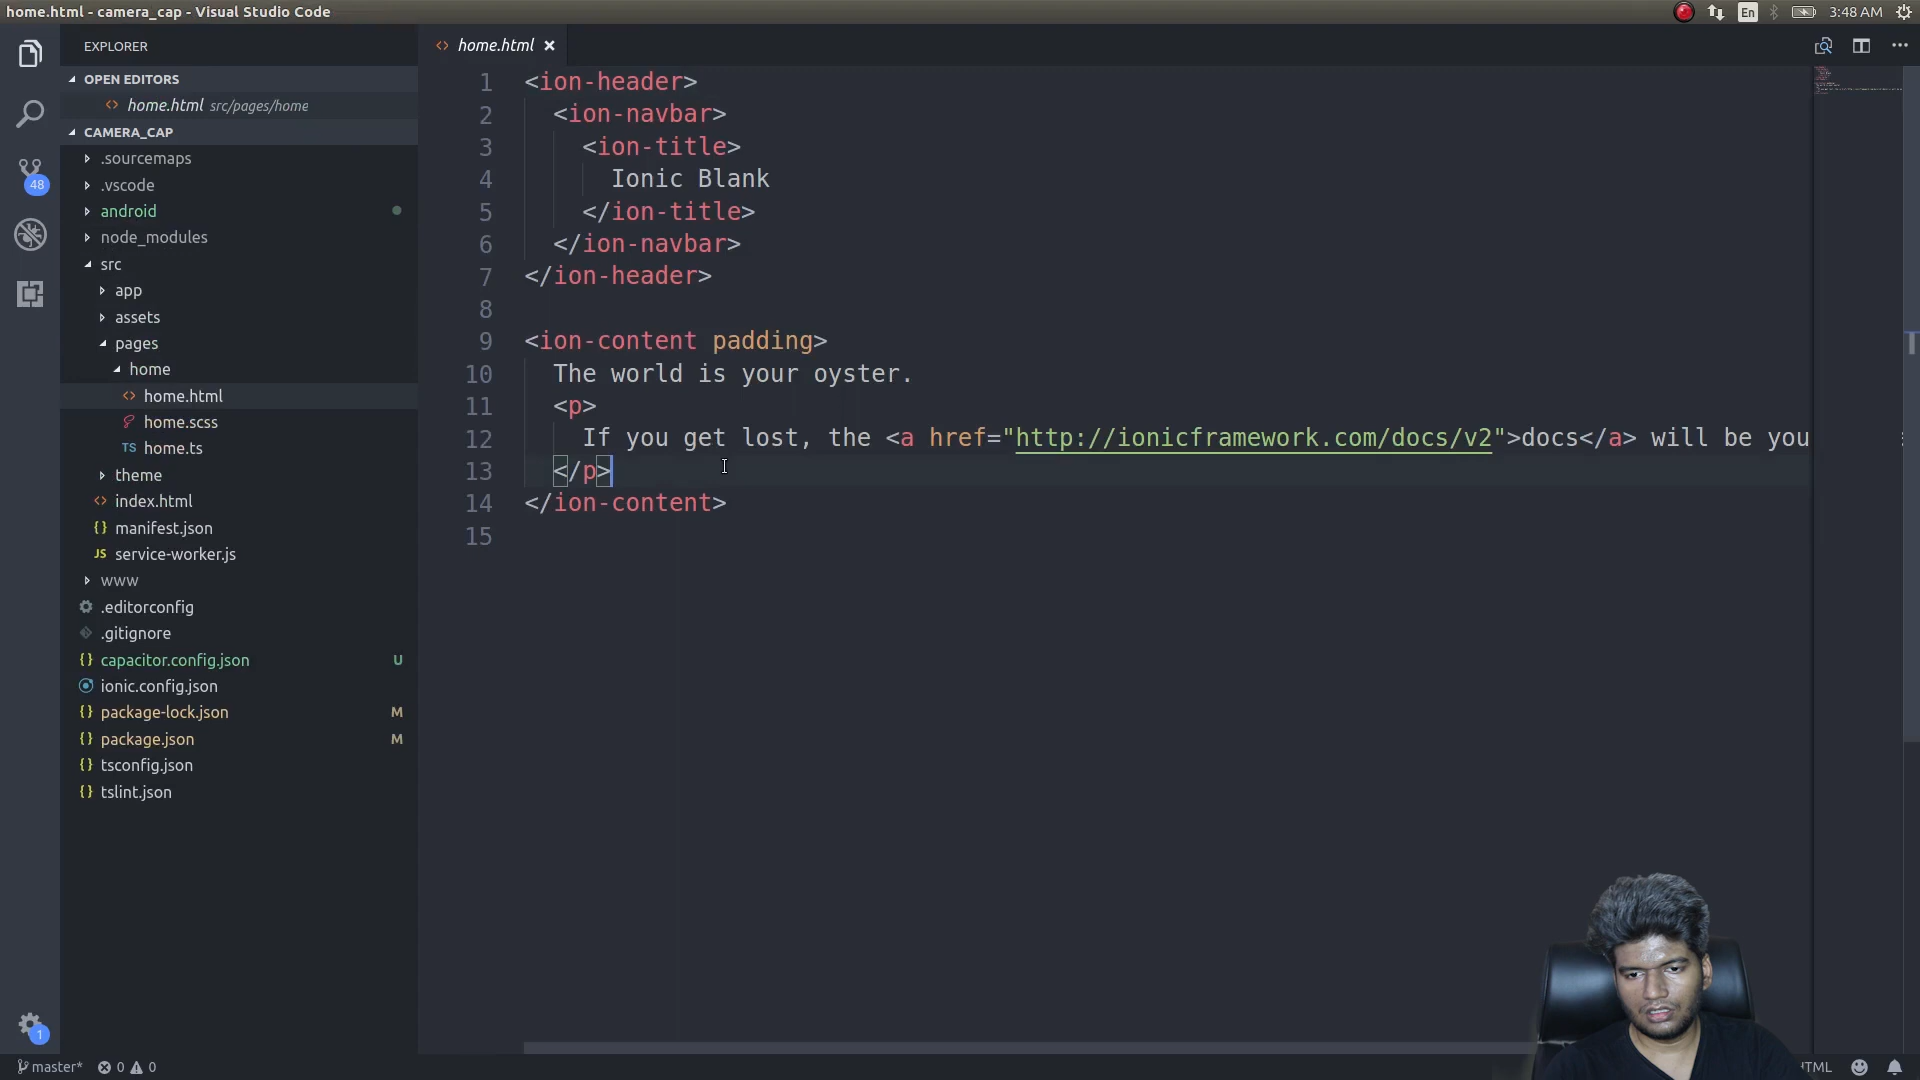 home.html - camera_cap - Visual Studio Code
En
3:48 AM
EXPLORER
OPEN EDITORS
home.html src/pages/home
CAMERA_CAP
.sourcemaps
.vscode
android
node_modules
src
app
assets
pages
home
home.html
home.scss
TS home.ts
theme
index.html
{} manifest.json
JS service-worker.js
www
.editorconfig
.gitignore
{} capacitor.config.json U
ionic.config.json
{} package-lock.json M
{} package.json M
{} tsconfig.json
{} tslint.json
48
1
home.html ×
1 <ion-header>
2 <ion-navbar>
3 <ion-title>
4 Ionic Blank
5 </ion-title>
6 </ion-navbar>
7 </ion-header>
8
9 <ion-content padding>
10 The world is your oyster.
11 <p>
12 If you get lost, the <a href="http://ionicframework.com/docs/v2">docs</a> will be you
13 </p>
14 </ion-content>
15
master* 0 0
HTML